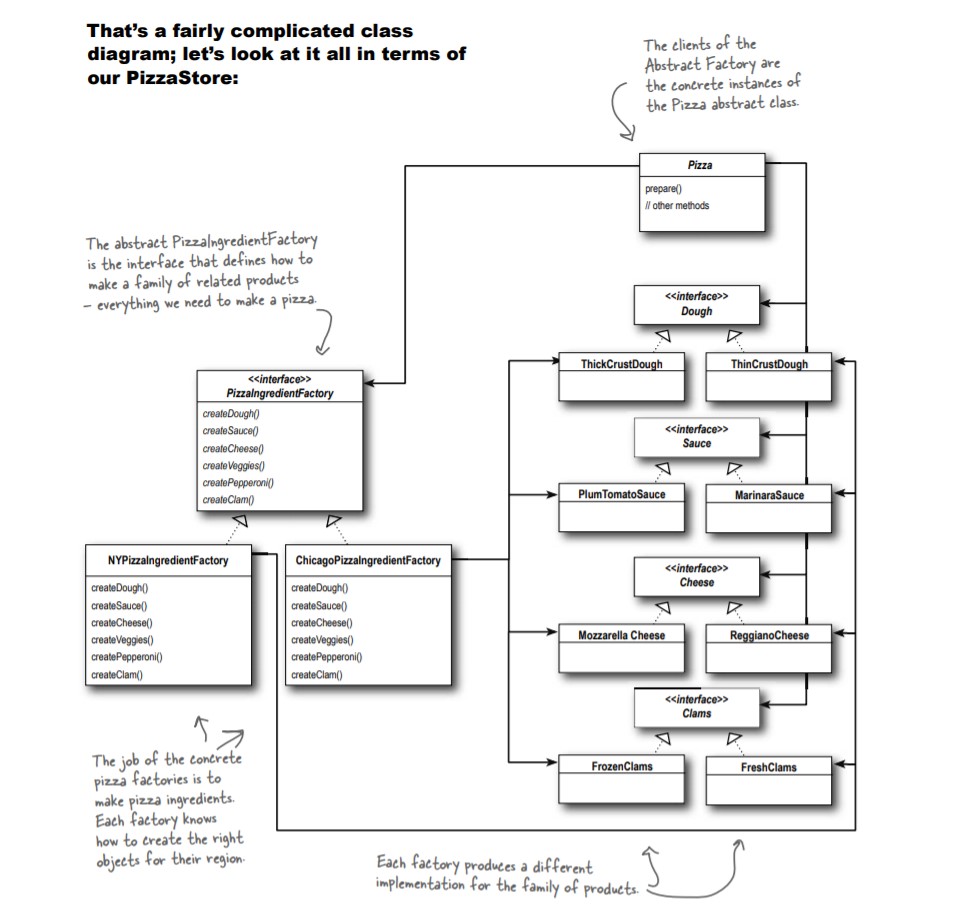 That's a fairly complicated class
diagram; let's look at it all in terms of
our PizzaStore:
The clients of the
Abstract Factory are
the concrete instances of
the Pizza abstract class.
Pizza
prepare()
// other methods
The abstract PizzaIngredientFactory
is the interface that defines how to
make a family of related products
– everything we need to make a pizza.
<<interface>>
Dough
ThickCrustDough
ThinCrustDough
<<interface>>
PizzaIngredientFactory
createDough()
createSauce()
createCheese()
createVeggies()
createPepperoni()
createClam()
<<interface>>
Sauce
PlumTomatoSauce
MarinaraSauce
NYPizzaIngredientFactory
createDough()
createSauce()
createCheese()
createVeggies()
createPepperoni()
createClam()
ChicagoPizzaIngredientFactory
createDough()
createSauce()
createCheese()
createVeggies()
createPepperoni()
createClam()
<<interface>>
Cheese
Mozzarella Cheese
ReggianoCheese
<<interface>>
Clams
FrozenClams
FreshClams
The job of the concrete
pizza factories is to
make pizza ingredients.
Each factory knows
how to create the right
objects for their region.
Each factory produces a different
implementation for the family of products.